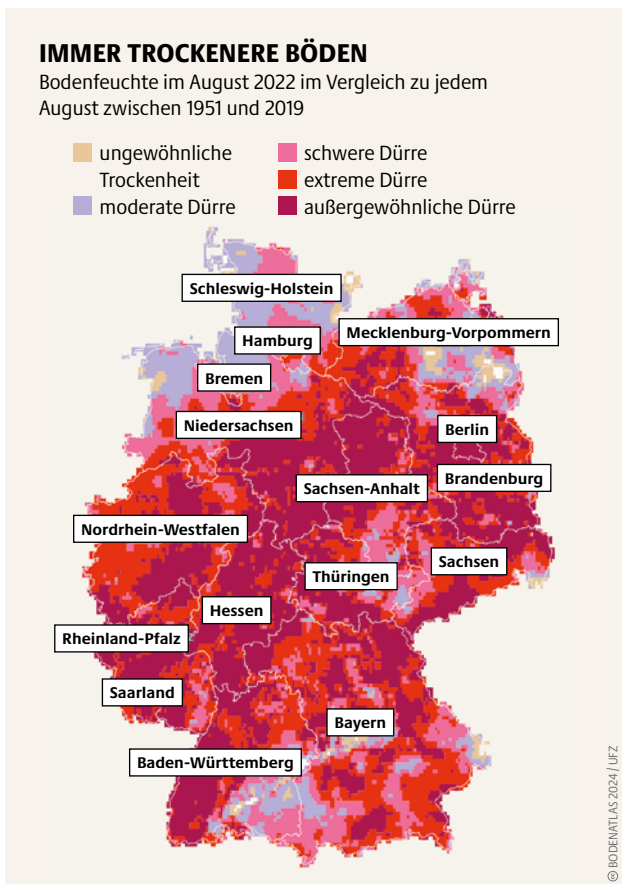 IMMER TROCKENERE BÖDEN
Bodenfeuchte im August 2022 im Vergleich zu jedem
August zwischen 1951 und 2019
ungewöhnliche
Trockenheit
moderate Dürre
schwere Dürre
extreme Dürre
außergewöhnliche Dürre
Schleswig-Holstein
Mecklenburg-Vorpommern
Hamburg
Bremen
Niedersachsen
Berlin
Brandenburg
Sachsen-Anhalt
Nordrhein-Westfalen
Sachsen
Thüringen
Hessen
Rheinland-Pfalz
Saarland
Bayern
Baden-Württemberg
BODENATLAS 2024 / UFZ